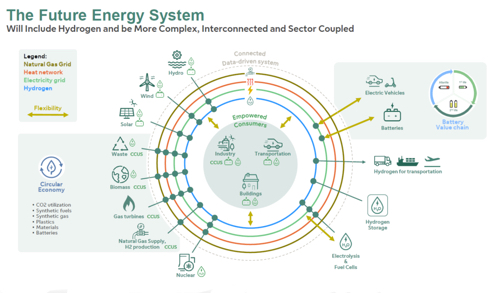 The Future Energy System
Will Include Hydrogen and be More Complex, Interconnected and Sector Coupled
Legend:
Natural Gas Grid
Heat network
Electricity grid
Hydrogen
Flexibility
Connected
Data-driven system
Hydro
Wind
Solar
Waste CCUS
Biomass CCUS
Gas turbines CCUS
Natural Gas Supply,
H2 production CCUS
Nuclear
Circular
Economy
• CO2 utilization
• Synthetic fuels
• Synthetic gas
• Plastics
• Materials
• Batteries
Empowered
Consumers
Industry
CCUS
Transportation
Buildings
Electric Vehicles
Batteries
Battery
Value chain
Hydrogen for transportation
Hydrogen
Storage
Electrolysis
&
Fuel Cells